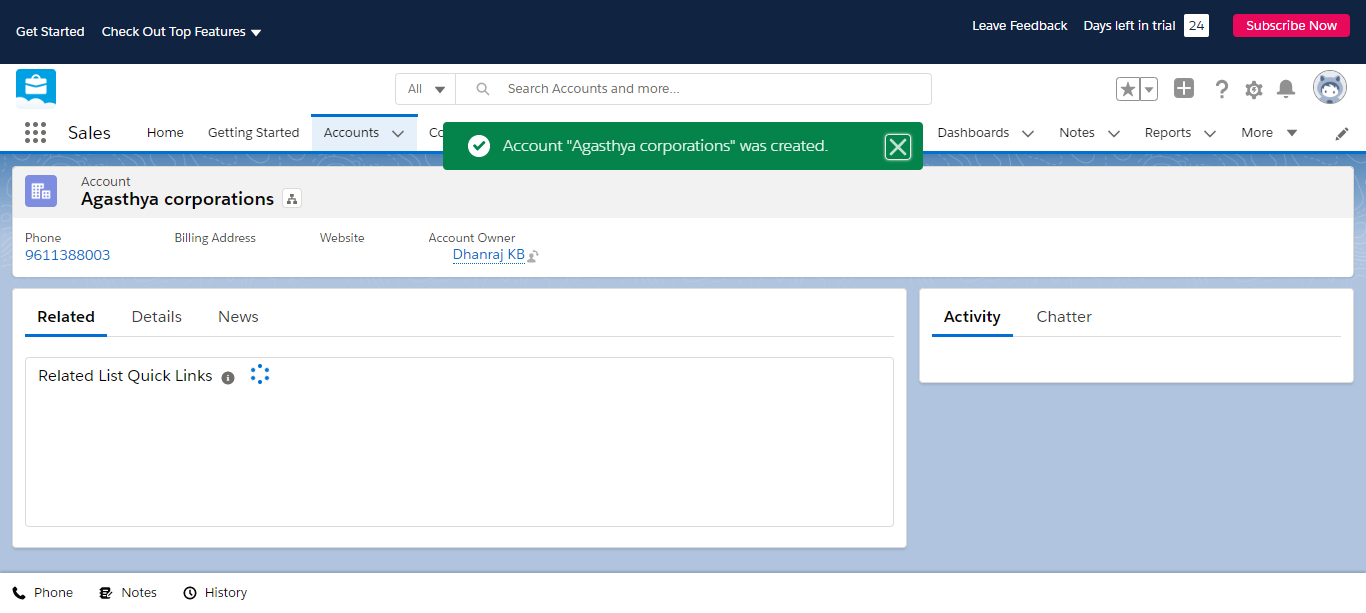 Get Started Check Out Top Features Leave Feedback Days left in trial 24 Subscribe Now
All Search Accounts and more...
Sales Home Getting Started Accounts Co Dashboards Notes Reports More
Account "Agasthya corporations" was created.
Account
Agasthya corporations
Phone Billing Address Website Account Owner
9611388003 Dhanraj KB
Related Details News Activity Chatter
Related List Quick Links
Phone Notes History